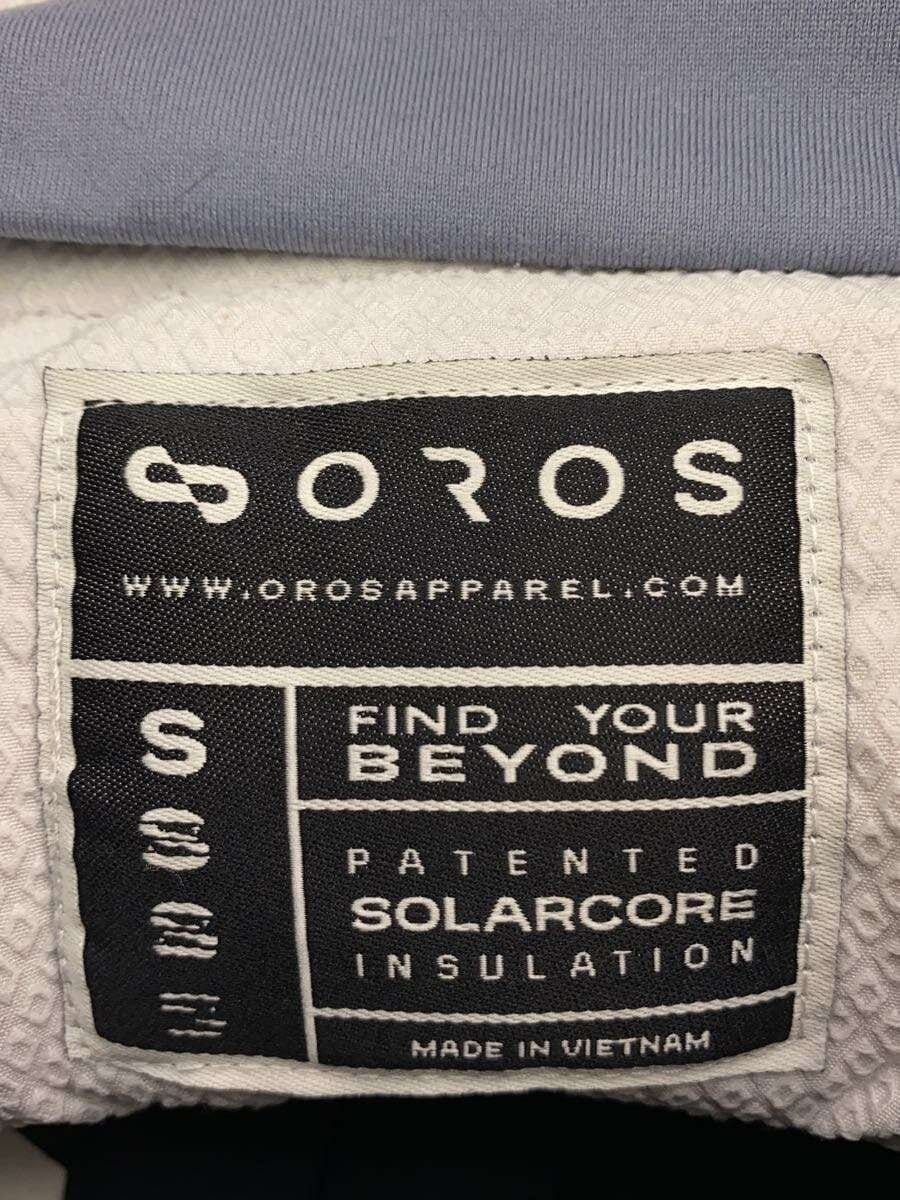 OROS
WWW.OROSAPPAREL.COM
S
FIND YOUR
BEYOND
PATENTED
SOLARCORE
INSULATION
MADE IN VIETNAM